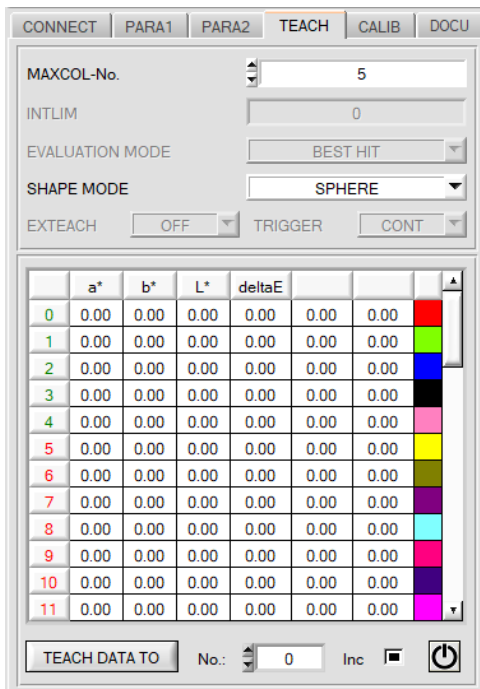 CONNECT PARA1 PARA2 TEACH CALIB DOCU
MAXCOL-No. 5
INTLIM 0
EVALUATION MODE BEST HIT
SHAPE MODE SPHERE
EXTEACH OFF TRIGGER CONT
a* b* L* deltaE
0 0.00 0.00 0.00 0.00 0.00 0.00
1 0.00 0.00 0.00 0.00 0.00 0.00
2 0.00 0.00 0.00 0.00 0.00 0.00
3 0.00 0.00 0.00 0.00 0.00 0.00
4 0.00 0.00 0.00 0.00 0.00 0.00
5 0.00 0.00 0.00 0.00 0.00 0.00
6 0.00 0.00 0.00 0.00 0.00 0.00
7 0.00 0.00 0.00 0.00 0.00 0.00
8 0.00 0.00 0.00 0.00 0.00 0.00
9 0.00 0.00 0.00 0.00 0.00 0.00
10 0.00 0.00 0.00 0.00 0.00 0.00
11 0.00 0.00 0.00 0.00 0.00 0.00
TEACH DATA TO No.: 0 Inc